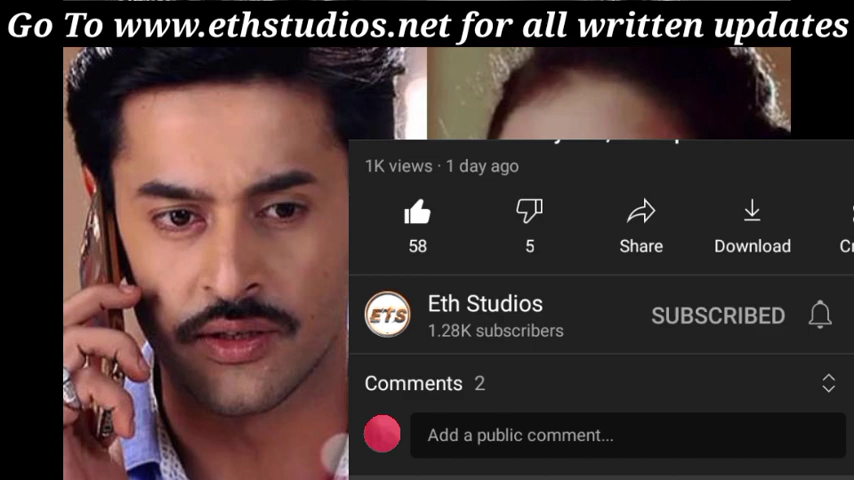 Go To www.ethstudios.net for all written updates
1K views · 1 day ago
58
5
Share
Download
ETS
Eth Studios
1.28K subscribers
SUBSCRIBED
Comments 2
Add a public comment...